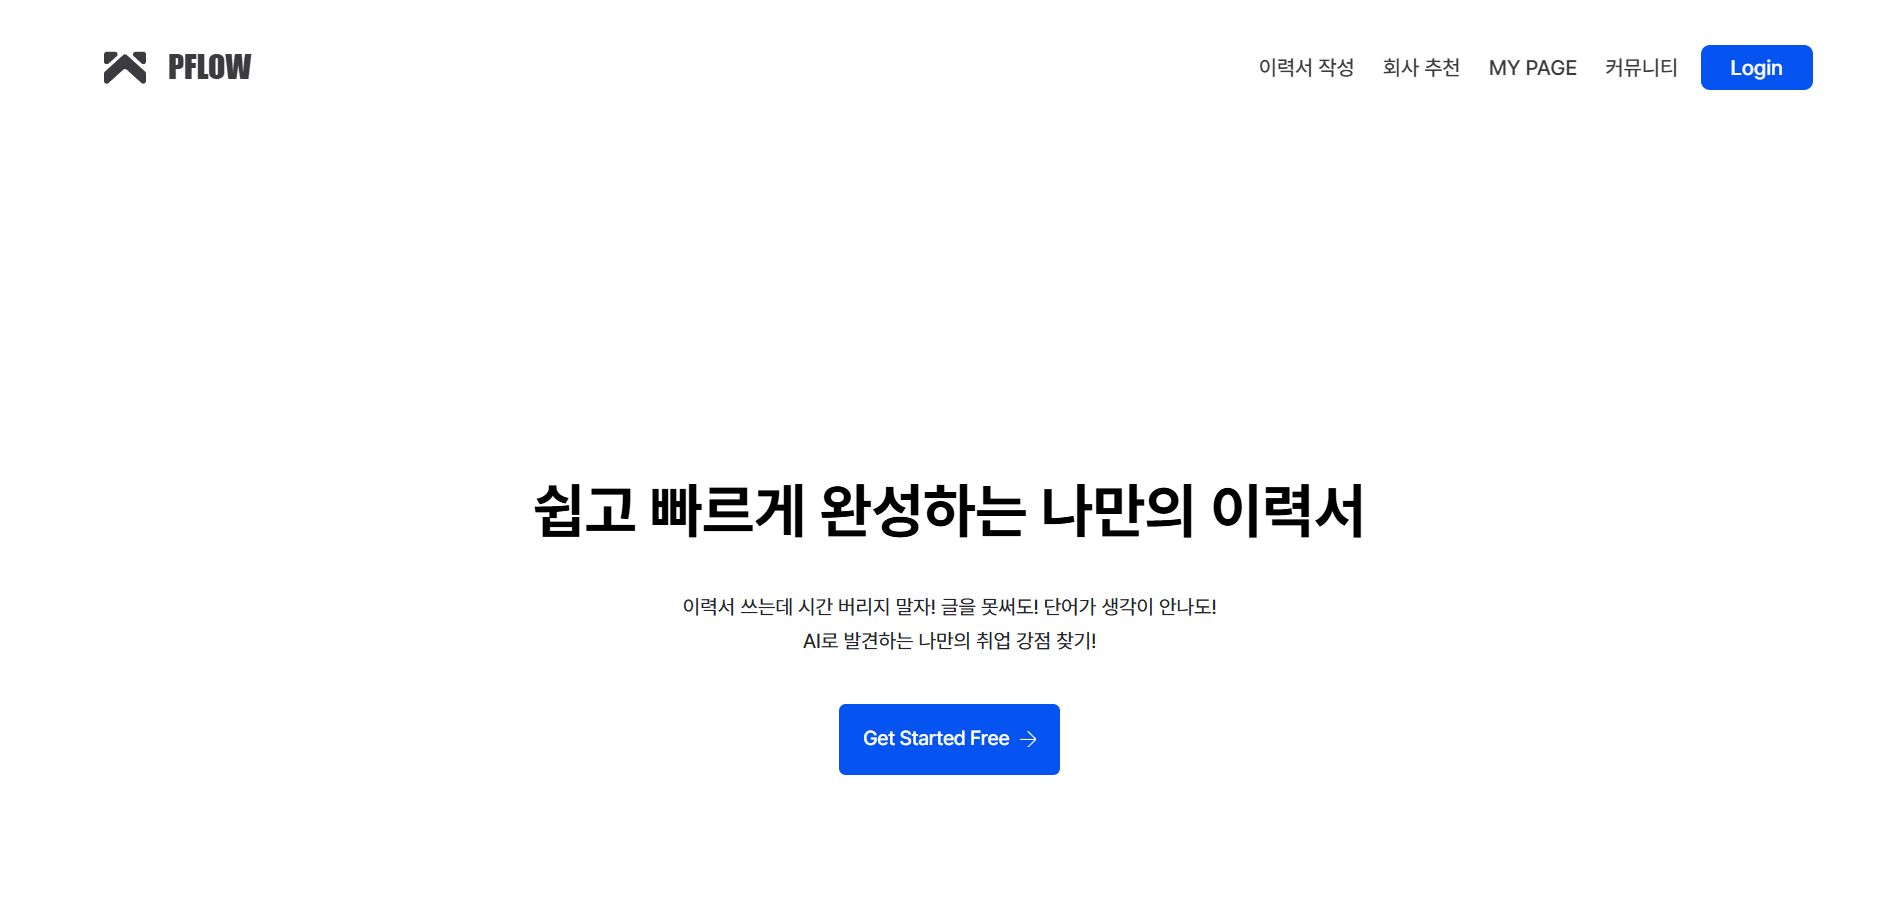 PFLOW
이력서 작성 회사 추천 MY PAGE 커뮤니티 Login
쉽고 빠르게 완성하는 나만의 이력서
이력서 쓰는데 시간 버리지 말자! 글을 못써도! 단어가 생각이 안나도!
AI로 발견하는 나만의 취업 강점 찾기!
Get Started Free →